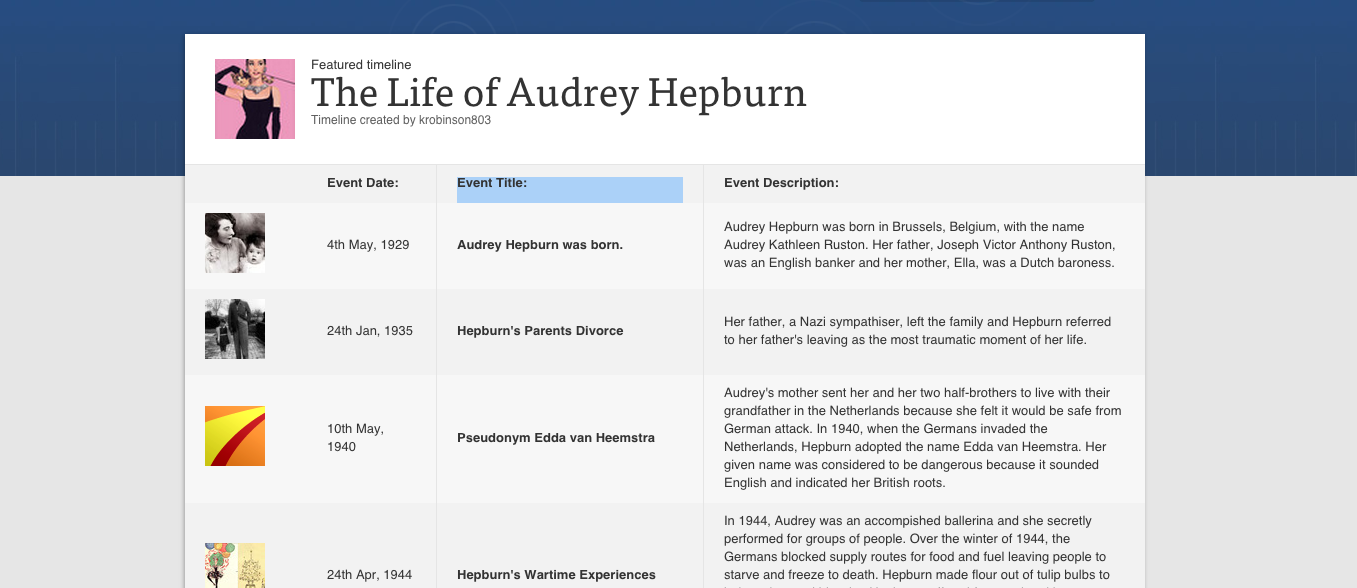 Featured timeline
The Life of Audrey Hepburn
Timeline created by krobinson803
Event Date:
Event Title:
Event Description:
4th May, 1929
Audrey Hepburn was born.
Audrey Hepburn was born in Brussels, Belgium, with the name
Audrey Kathleen Ruston. Her father, Joseph Victor Anthony Ruston,
was an English banker and her mother, Ella, was a Dutch baroness.
24th Jan, 1935
Hepburn's Parents Divorce
Her father, a Nazi sympathiser, left the family and Hepburn referred
to her father's leaving as the most traumatic moment of her life.
10th May,
1940
Pseudonym Edda van Heemstra
Audrey's mother sent her and her two half-brothers to live with their
grandfather in the Netherlands because she felt it would be safe from
German attack. In 1940, when the Germans invaded the
Netherlands, Hepburn adopted the name Edda van Heemstra. Her
given name was considered to be dangerous because it sounded
English and indicated her British roots.
24th Apr, 1944
Hepburn's Wartime Experiences
In 1944, Audrey was an accompished ballerina and she secretly
performed for groups of people. Over the winter of 1944, the
Germans blocked supply routes for food and fuel leaving people to
starve and freeze to death. Hepburn made flour out of tulip bulbs to